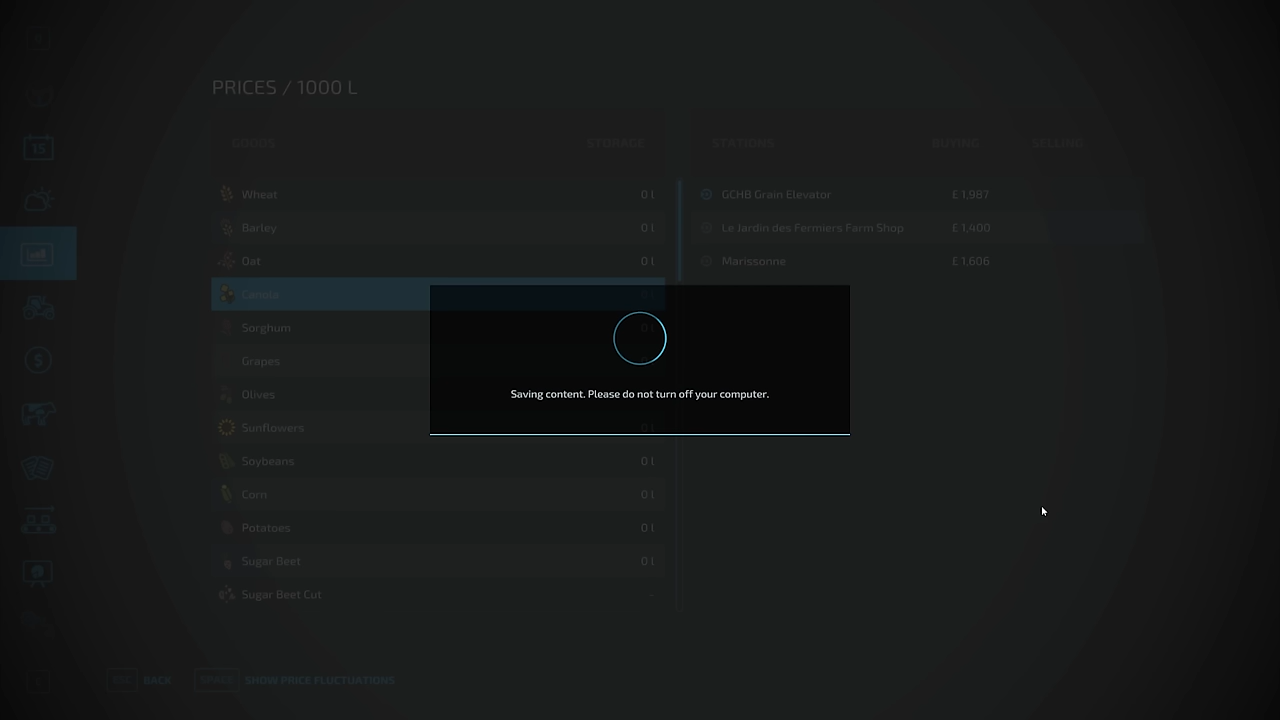 PRICES / 1000 L
GOODS STORAGE
STATIONS BUYING SELLING
15
Wheat 0 l
Barley 0 l
Oat 0 l
Canola
Sorghum 0 l
Grapes
Olives
Sunflowers 0 l
Soybeans 0 l
Corn 0 l
Potatoes 0 l
Sugar Beet 0 l
Sugar Beet Cut -
GCHB Grain Elevator £ 1,987
Le Jardin des Fermiers Farm Shop £ 1,400
Marissonne £ 1,606
Saving content. Please do not turn off your computer.
ESC BACK SPACE SHOW PRICE FLUCTUATIONS